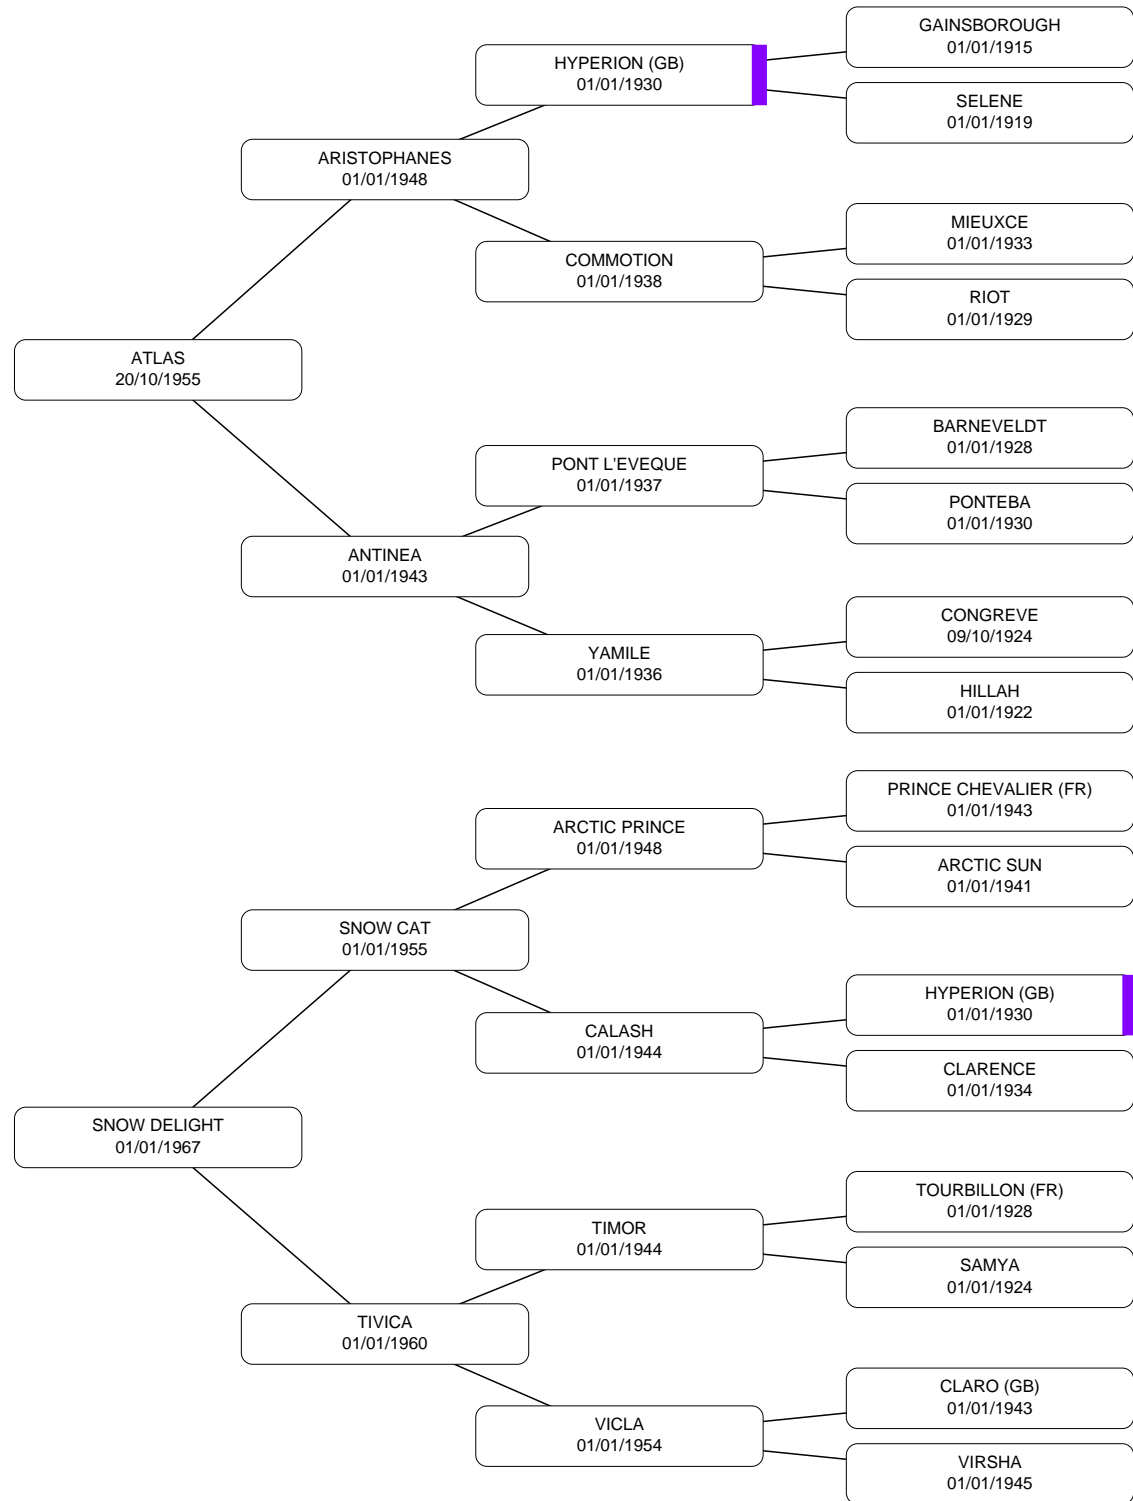 GAINSBOROUGH
01/01/1915
HYPERION (GB)
01/01/1930
SELENE
01/01/1919
ARISTOPHANES
01/01/1948
MIEUXCE
01/01/1933
COMMOTION
01/01/1938
RIOT
01/01/1929
ATLAS
20/10/1955
BARNEVELDT
01/01/1928
PONT L'EVEQUE
01/01/1937
PONTEBA
01/01/1930
ANTINEA
01/01/1943
CONGREVE
09/10/1924
YAMILE
01/01/1936
HILLAH
01/01/1922
PRINCE CHEVALIER (FR)
01/01/1943
ARCTIC PRINCE
01/01/1948
ARCTIC SUN
01/01/1941
SNOW CAT
01/01/1955
HYPERION (GB)
01/01/1930
CALASH
01/01/1944
CLARENCE
01/01/1934
SNOW DELIGHT
01/01/1967
TOURBILLON (FR)
01/01/1928
TIMOR
01/01/1944
SAMYA
01/01/1924
TIVICA
01/01/1960
CLARO (GB)
01/01/1943
VICLA
01/01/1954
VIRSHA
01/01/1945